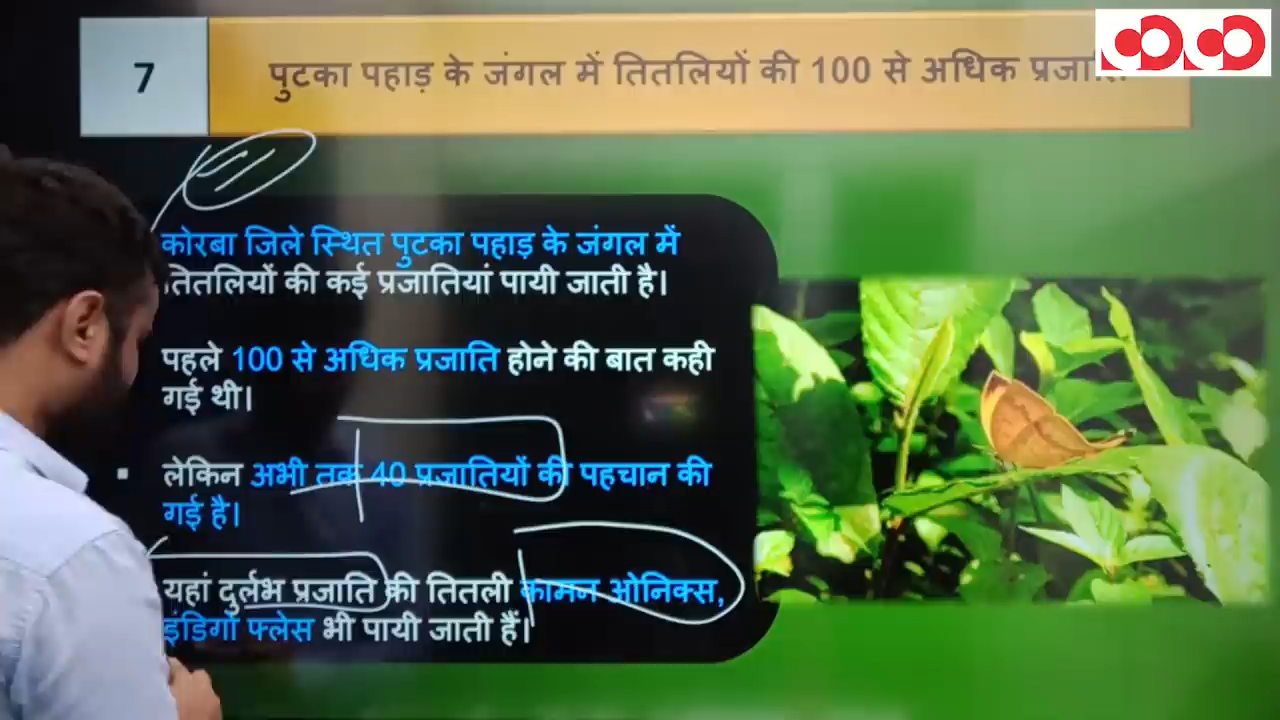 7
पुटका पहाड़ के जंगल में तितलियों की 100 से अधिक
कोरबा जिले स्थित पुटका पहाड़ के जंगल में
तितलियों की कई प्रजातियां पायी जाती है।
पहले 100 से अधिक प्रजाति होने की बात कही
गई थी।
लेकिन अभी तक 40 प्रजातियों की पहचान की
गई है।
यहां दुर्लभ प्रजाति की तितली कामन ओनिक्स,
इंडिगो फ्लेस भी पायी जाती हैं।